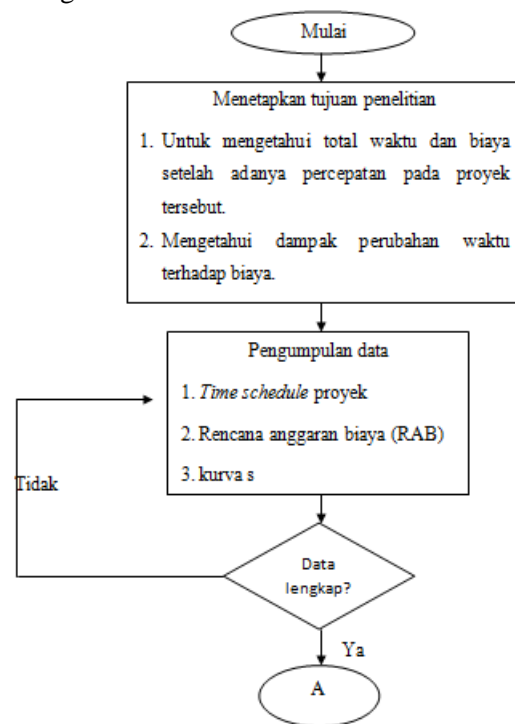 Mulai
Menetapkan tujuan penelitian
1. Untuk mengetahui total waktu dan biaya
setelah adanya percepatan pada proyek
tersebut.
2. Mengetahui dampak perubahan waktu
terhadap biaya.
Pengumpulan data
1. Time schedule proyek
2. Rencana anggaran biaya (RAB)
3. kurva s
Tidak
Data
lengkap?
Ya
A